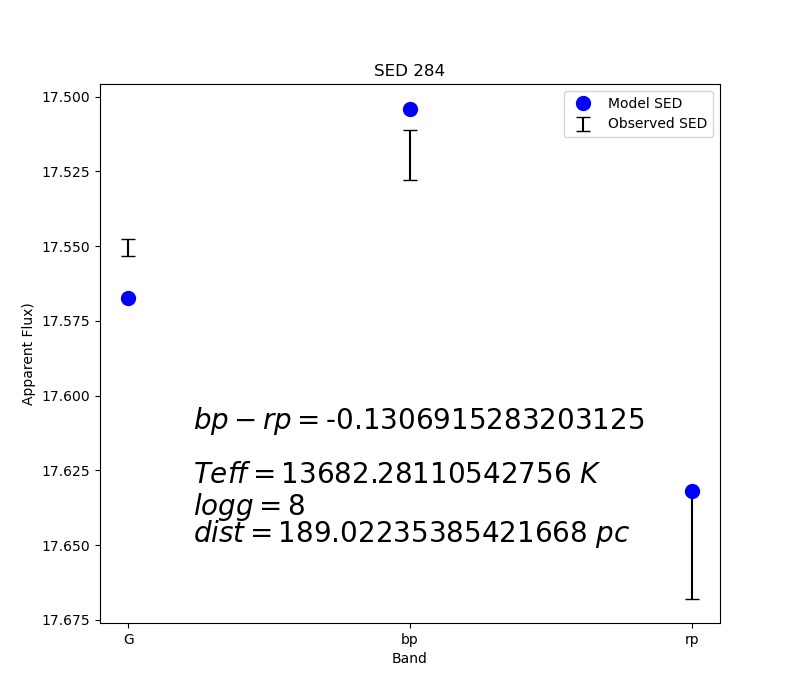 SED 284
17.500
17.525
17.550
17.575
17.600
17.625
17.650
17.675
Apparent Flux)
Model SED
Observed SED
bp − rp = -0.1306915283203125
Teff = 13682.28110542756 K
logg = 8
dist = 189.02235385421668 pc
G bp rp
Band